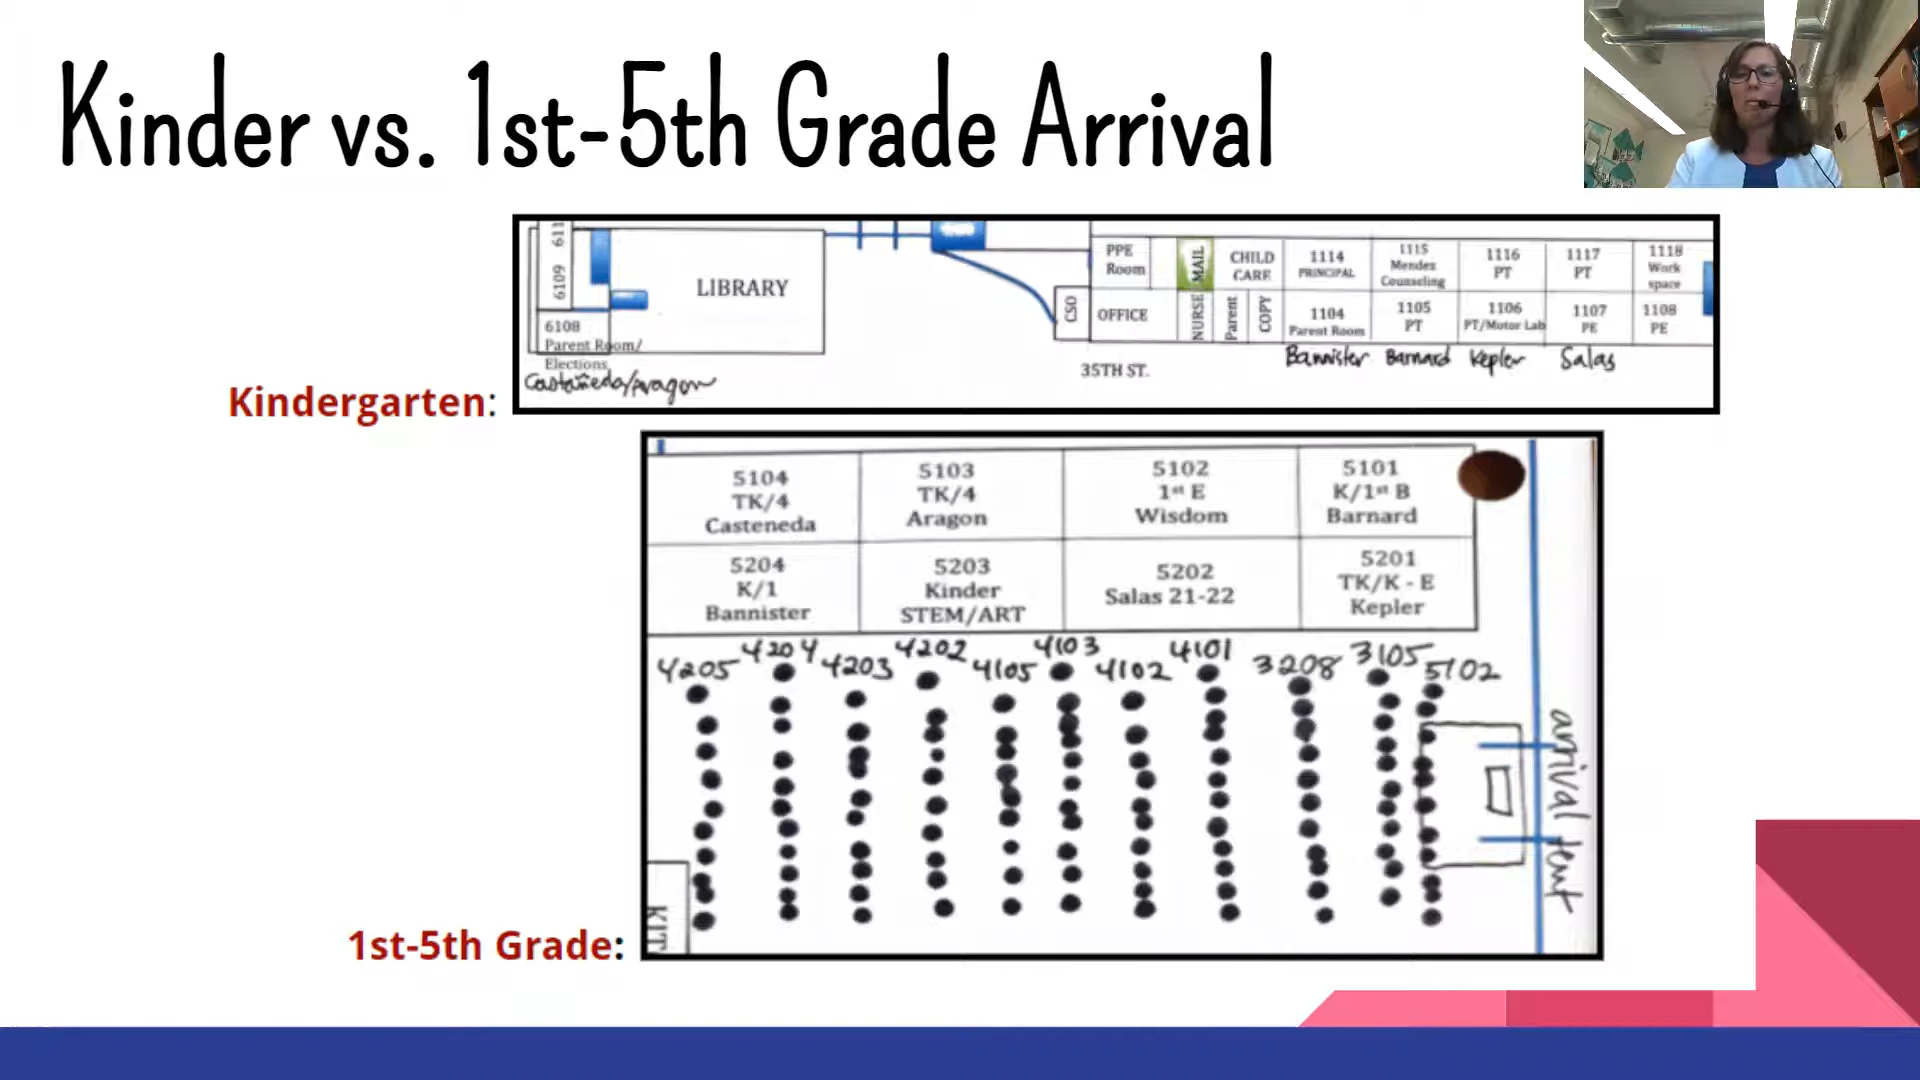 Kinder vs. 1st-5th Grade Arrival
611
6109
6108
Parent Room/
Elections
Castañeda/Aragon
LIBRARY
CSO
PPE
Room
OFFICE
MAIL
NURSE
Parent
CHILD
CARE
COPY
1114
PRINCIPAL
1115
Mendez
Counseling
1116
PT
1117
PT
1118
Work
space
1104
Parent Room
1105
PT
1106
PT/Motor Lab
1107
PE
1108
PE
Bannister Barnard Kepler Salas
35TH ST.
Kindergarten:
5104
TK/4
Casteneda
5103
TK/4
Aragon
5102
1st E
Wisdom
5101
K/1st B
Barnard
5204
K/1
Bannister
5203
Kinder
STEM/ART
5202
Salas 21-22
5201
TK/K - E
Kepler
4205 4204 4203 4202 4105 4103 4102 4101 3208 3105 5102
arrival tent
KIT
1st-5th Grade: